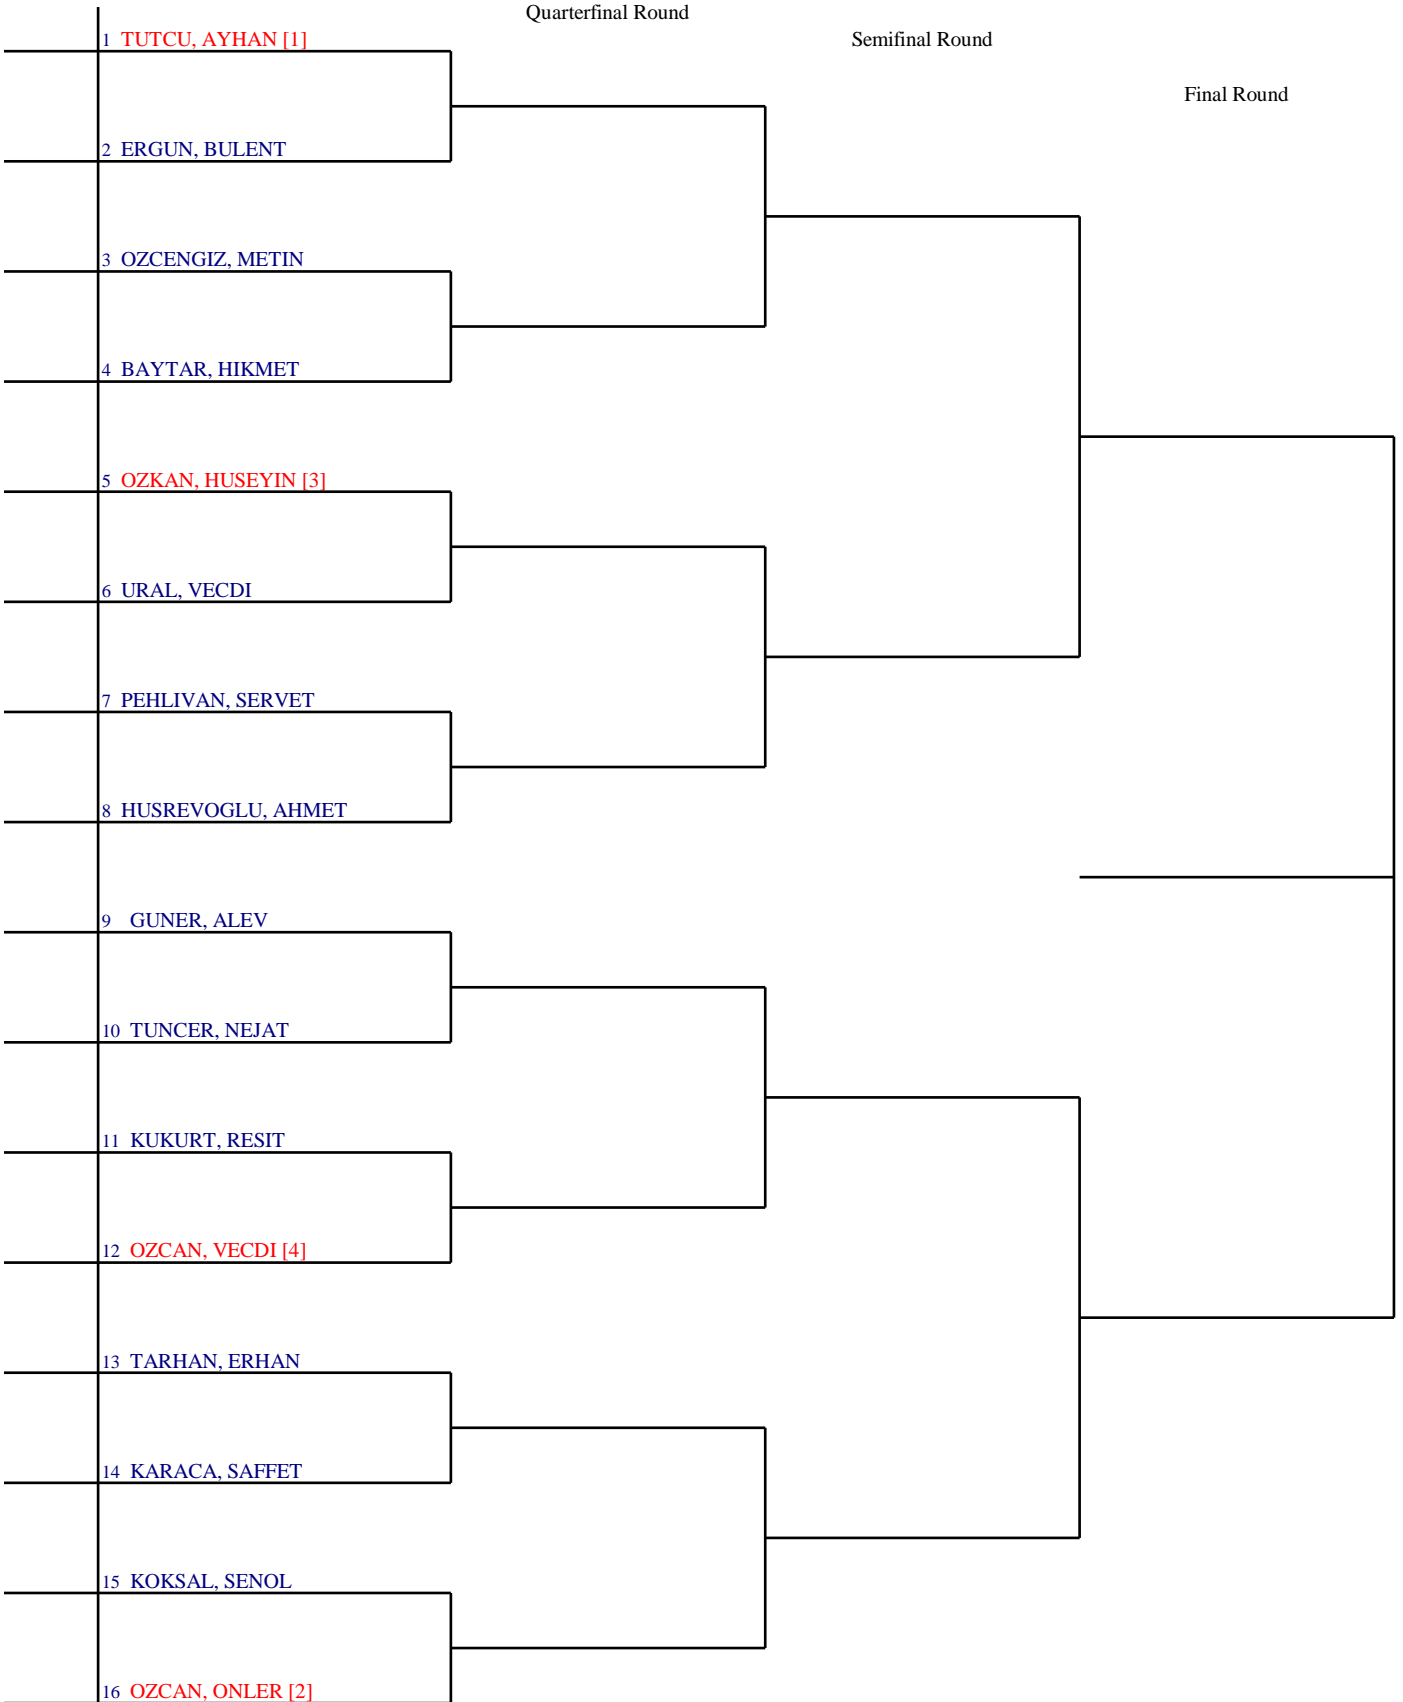 Quarterfinal Round
Semifinal Round
Final Round
1 TUTCU, AYHAN [1]
2 ERGUN, BULENT
3 OZCENGIZ, METIN
4 BAYTAR, HIKMET
5 OZKAN, HUSEYIN [3]
6 URAL, VECDI
7 PEHLIVAN, SERVET
8 HUSREVOGLU, AHMET
9 GUNER, ALEV
10 TUNCER, NEJAT
11 KUKURT, RESIT
12 OZCAN, VECDI [4]
13 TARHAN, ERHAN
14 KARACA, SAFFET
15 KOKSAL, SENOL
16 OZCAN, ONLER [2]